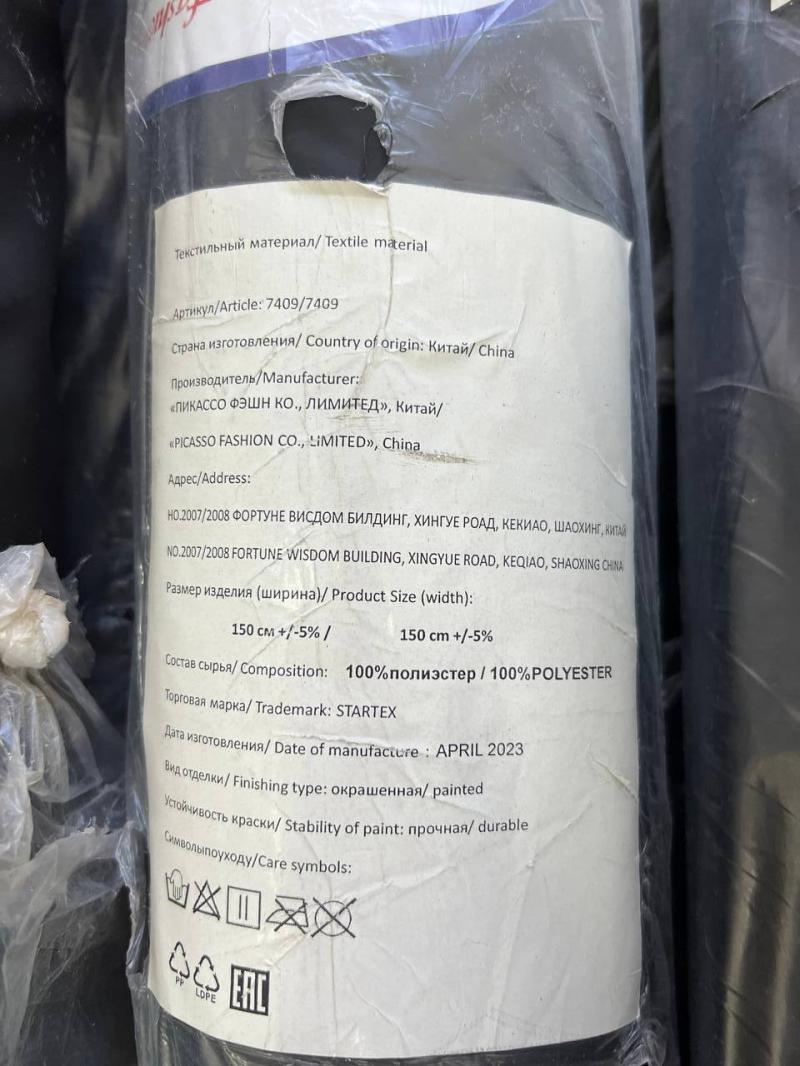 Текстильный материал/ Textile material
Артикул/Article: 7409/7409
Страна изготовления/ Country of origin: Китай/ China
Производитель/Manufacturer:
«ПИКАССО ФЭШН КО., ЛИМИТЕД», Китай/
«PICASSO FASHION CO., LIMITED», China
Адрес/Address:
НО.2007/2008 ФОРТУНЕ ВИСДОМ БИЛДИНГ, ХИНГУЕ РОАД, КЕКИАО, ШАОХИНГ, КИТАЙ
NO.2007/2008 FORTUNE WISDOM BUILDING, XINGYUE ROAD, KEQIAO, SHAOXING CHINA
Размер изделия (ширина)/ Product Size (width):
150 см +/-5% / 150 cm +/-5%
Состав сырья/ Composition: 100%полиэстер / 100%POLYESTER
Торговая марка/ Trademark: STARTEX
Дата изготовления/ Date of manufacture : APRIL 2023
Вид отделки/ Finishing type: окрашенная/ painted
Устойчивость краски/ Stability of paint: прочная/ durable
Символыпоуходу/Care symbols:
PP LDPE EAC